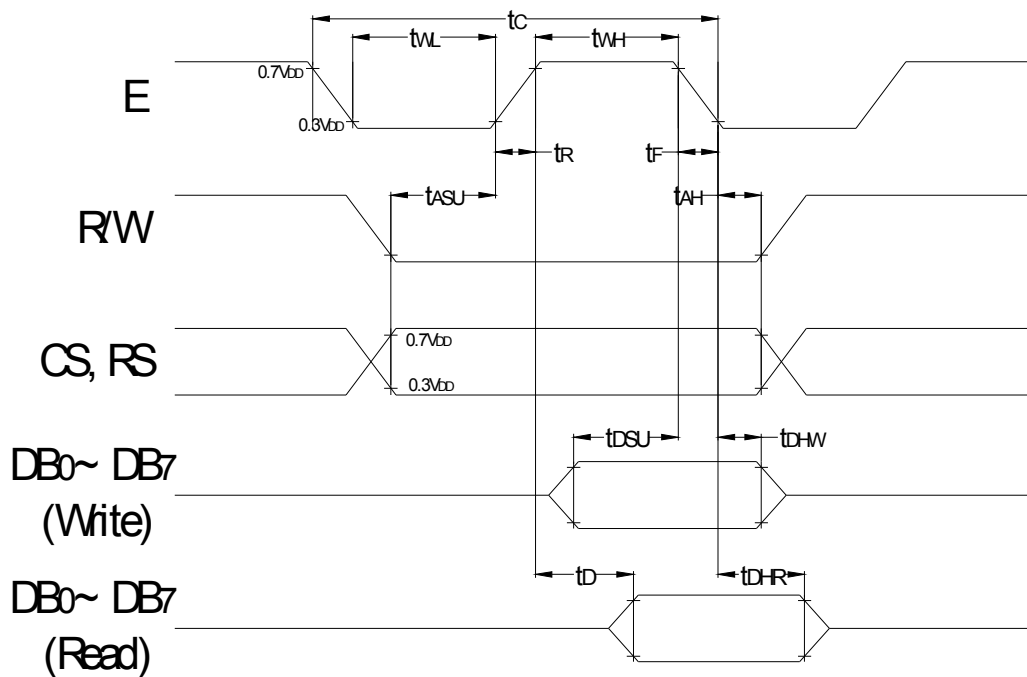 tC
tWL
tWH
0.7VDD
E
0.3VDD
tR
tF
tASU
tAH
R/W
0.7VDD
CS, RS
0.3VDD
tDSU
tDHW
DB0~ DB7
(Write)
tD
tDHR
DB0~ DB7
(Read)